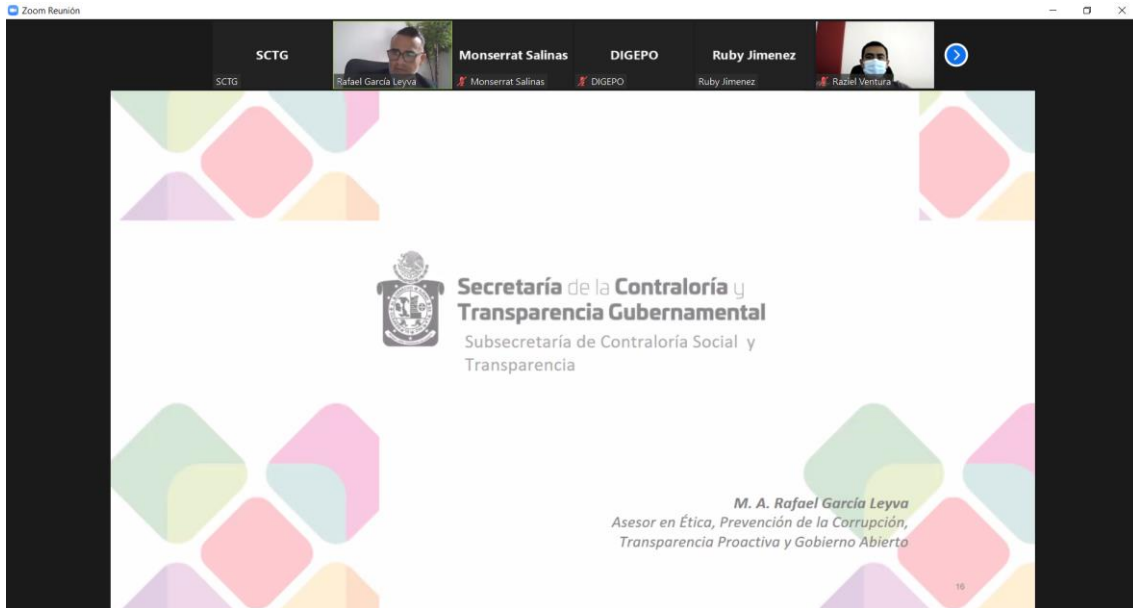 Zoom Reunión
SCTG
Monserrat Salinas
DIGEPO
Ruby Jimenez
SCTG
Rafael García Leyva
Monserrat Salinas
DIGEPO
Ruby Jimenez
Raziel Ventura
Secretaría de la Contraloría y
Transparencia Gubernamental
Subsecretaría de Contraloría Social y
Transparencia
M. A. Rafael García Leyva
Asesor en Ética, Prevención de la Corrupción,
Transparencia Proactiva y Gobierno Abierto
16